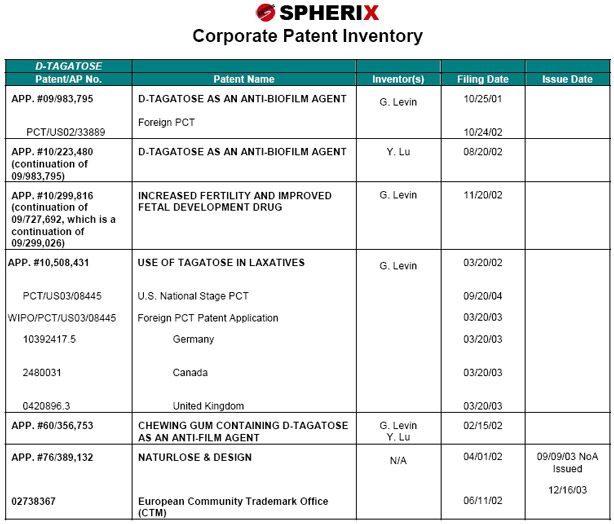 SPHERIX
Corporate Patent Inventory
D-TAGATOSE
Patent/AP No. Patent Name Inventor(s) Filing Date Issue Date
APP. #09/983,795 D-TAGATOSE AS AN ANTI-BIOFILM AGENT G. Levin 10/25/01
Foreign PCT
PCT/US02/33889 10/24/02
APP. #10/223,480 D-TAGATOSE AS AN ANTI-BIOFILM AGENT Y. Lu 08/20/02
(continuation of
09/983,795)
APP. #10/299,816 INCREASED FERTILITY AND IMPROVED G. Levin 11/20/02
(continuation of FETAL DEVELOPMENT DRUG
09/727,692, which is a
continuation of
09/299,026)
APP. #10,508,431 USE OF TAGATOSE IN LAXATIVES G. Levin 03/20/02
PCT/US03/08445 U.S. National Stage PCT 09/20/04
WIPO/PCT/US03/08445 Foreign PCT Patent Application 03/20/03
10392417.5 Germany 03/20/03
2480031 Canada 03/20/03
0420896.3 United Kingdom 03/20/03
APP. #60/356,753 CHEWING GUM CONTAINING D-TAGATOSE G. Levin 02/15/02
AS AN ANTI-FILM AGENT Y. Lu
APP. #76/389,132 NATURLOSE & DESIGN N/A 04/01/02 09/09/03 NoA
Issued
12/16/03
02738367 European Community Trademark Office 06/11/02
(CTM)